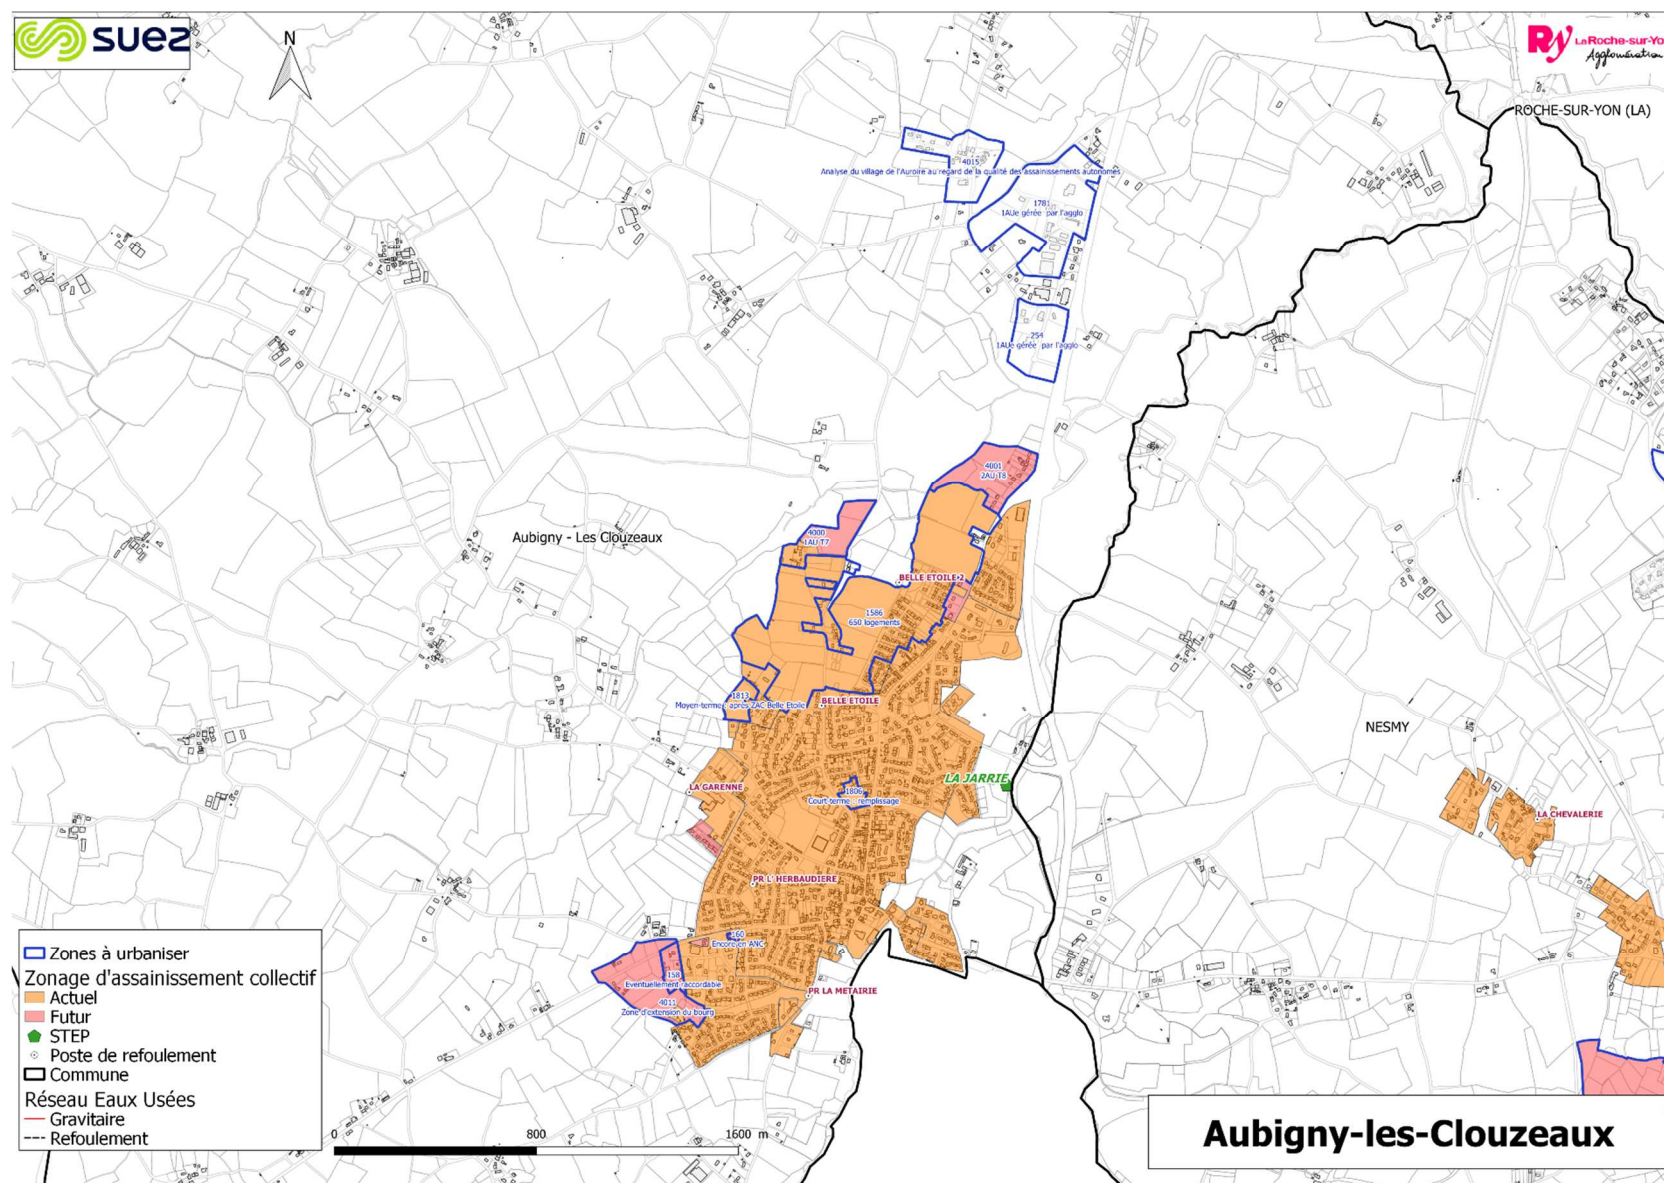 suez
N
La Roche-sur-Yo
Agglomération
ROCHE-SUR-YON (LA)
4015
Analyse du village de l'Auroire au regard de la qualité des assainissements autonomes
1781
1AUe gérée par l'agglo
254
1AUe gérée par l'agglo
4001
2AU T8
4000
1AU T7
Aubigny - Les Clouzeaux
BELLE ETOILE 2
1586
650 logements
1813
Moyen terme : après ZAC Belle Etoile
BELLE ETOILE
NESMY
LA JARRIE
LA GARENNE
1806
Court terme : remplissage
LA CHEVALERIE
PR L' HERBAUDIERE
160
Encore en ANC
158
Eventuellement raccordable
PR LA METAIRIE
4011
Zone d'extension du bourg
Zones à urbaniser
Zonage d'assainissement collectif
Actuel
Futur
STEP
Poste de refoulement
Commune
Réseau Eaux Usées
Gravitaire
Refoulement
0 800 1600 m
Aubigny-les-Clouzeaux